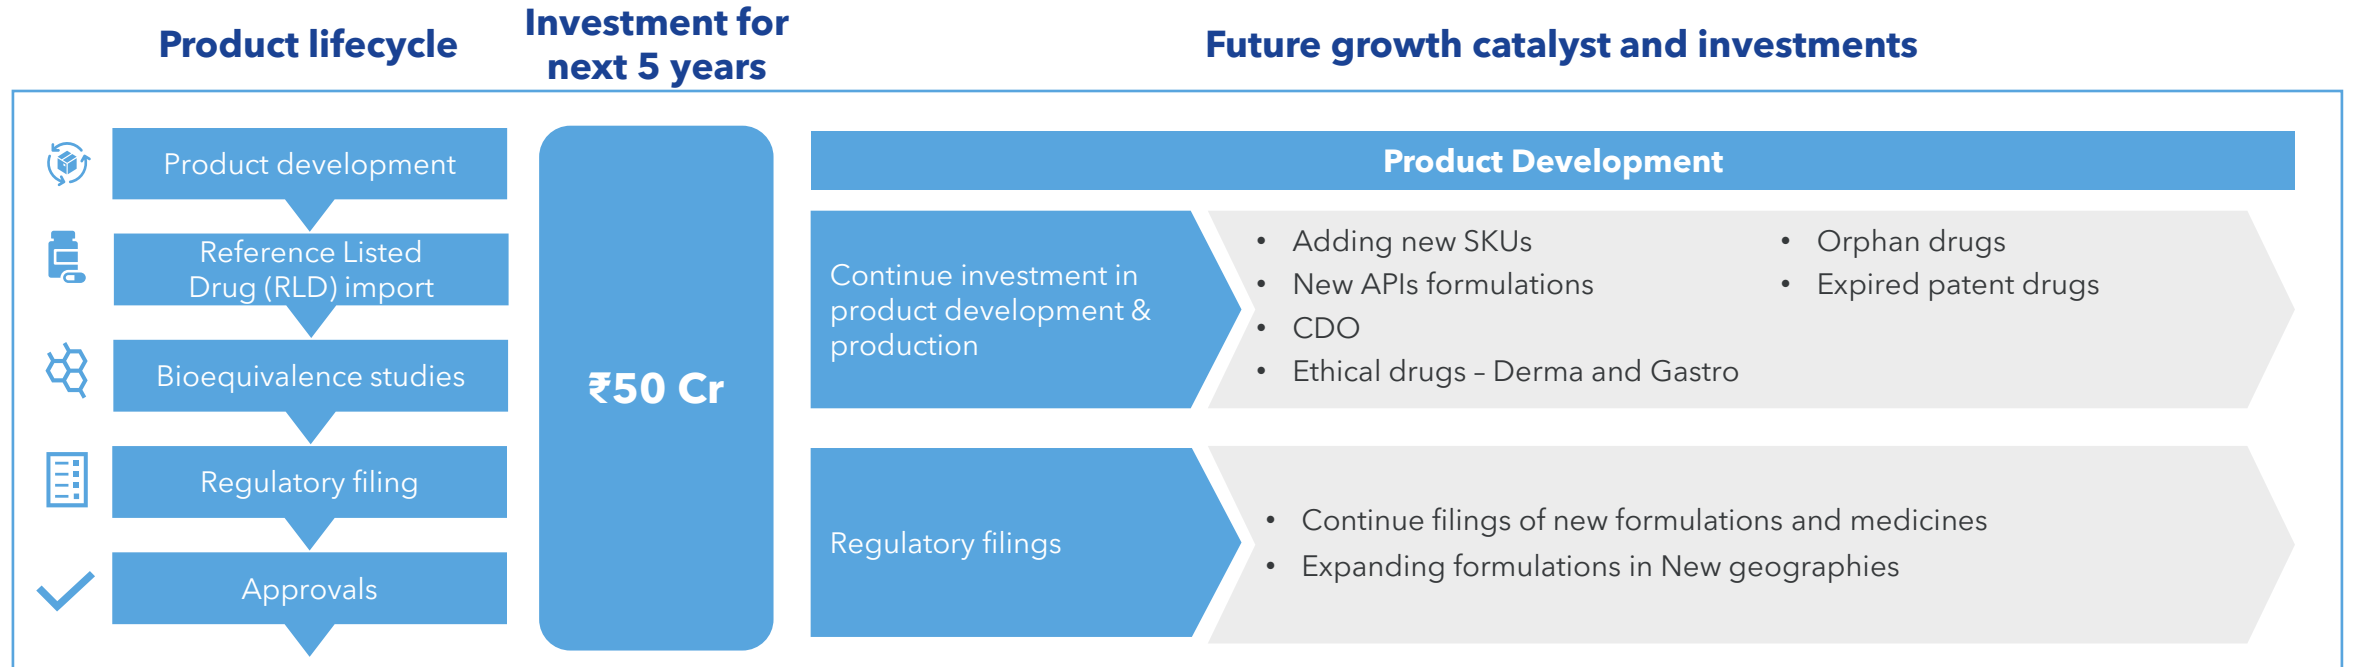 Product lifecycle
Investment for
next 5 years
Future growth catalyst and investments
Product development
Reference Listed
Drug (RLD) import
Bioequivalence studies
Regulatory filing
Approvals
₹50 Cr
Product Development
Continue investment in
product development &
production
• Adding new SKUs
• New APIs formulations
• CDO
• Ethical drugs – Derma and Gastro
• Orphan drugs
• Expired patent drugs
Regulatory filings
• Continue filings of new formulations and medicines
• Expanding formulations in New geographies